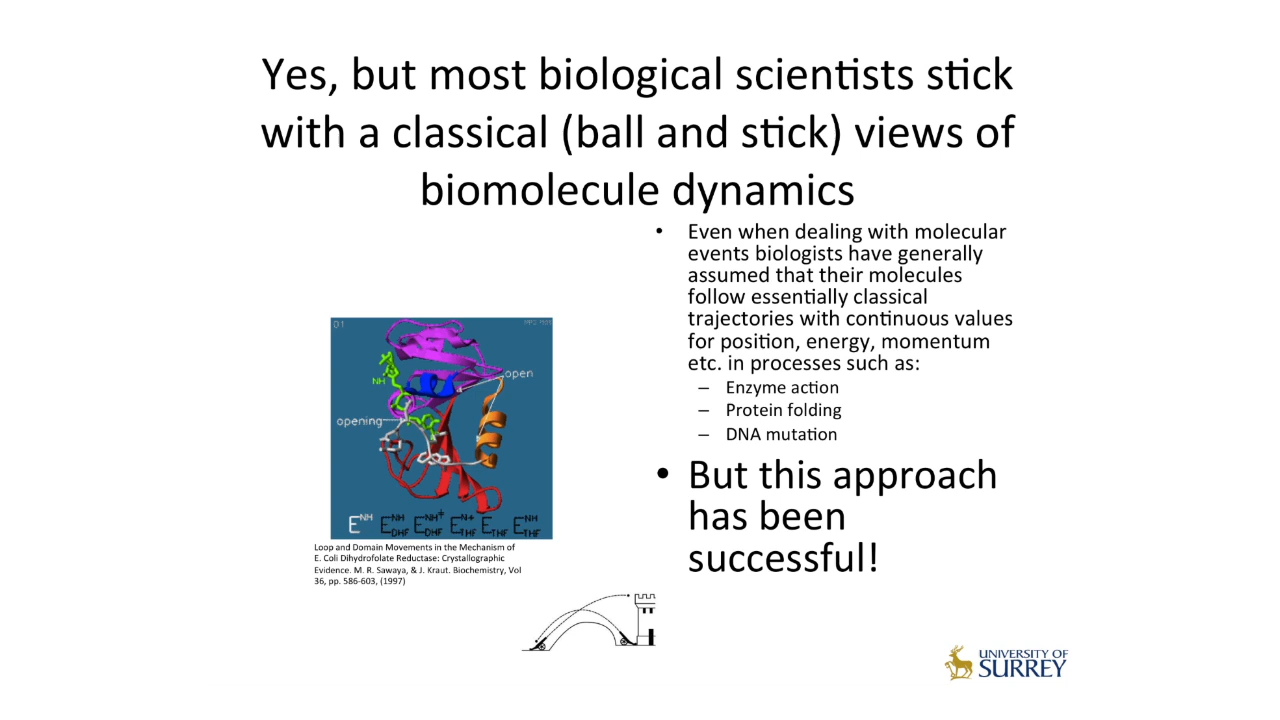 Yes, but most biological scientists stick
with a classical (ball and stick) views of
biomolecule dynamics
• Even when dealing with molecular
events biologists have generally
assumed that their molecules
follow essentially classical
trajectories with continuous values
for position, energy, momentum
etc. in processes such as:
– Enzyme action
– Protein folding
– DNA mutation
• But this approach
has been
successful!
01
NH
open
opening
E NH E NH DHF E NH‡ DHF E N+ THF E THF E NH THF
Loop and Domain Movements in the Mechanism of
E. Coli Dihydrofolate Reductase: Crystallographic
Evidence. M. R. Sawaya, & J. Kraut. Biochemistry, Vol
36, pp. 586-603, (1997)
UNIVERSITY OF
SURREY